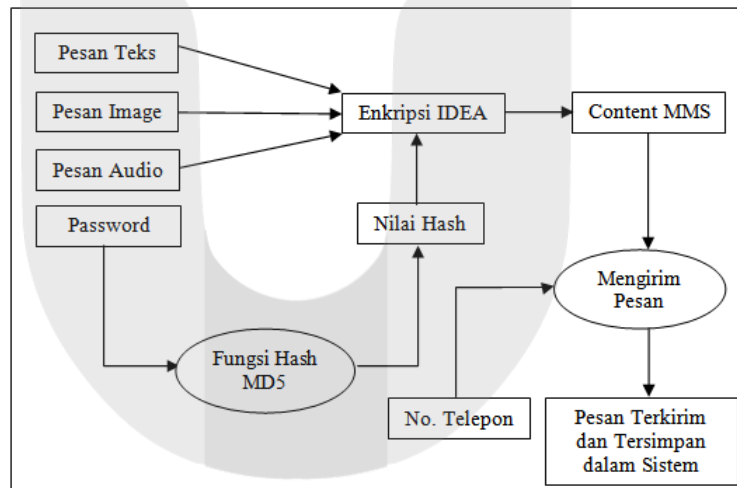 Pesan Teks
Pesan Image
Enkripsi IDEA
Content MMS
Pesan Audio
Password
Nilai Hash
Mengirim
Pesan
Fungsi Hash
MD5
No. Telepon
Pesan Terkirim
dan Tersimpan
dalam Sistem